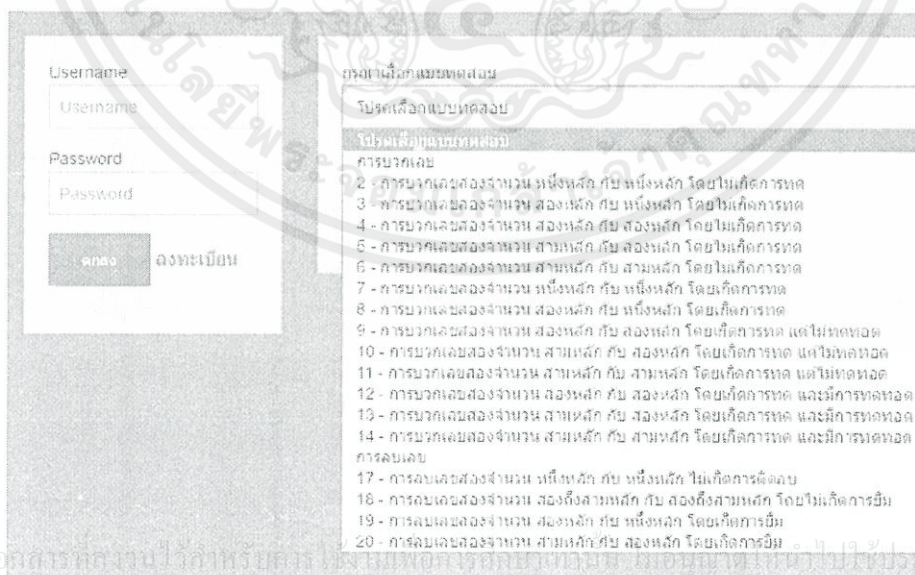 Username
Username
Password
Password
ตกลง ลงทะเบียน
กรุณาเลือกแบบทดสอบ
โปรดเลือกแบบทดสอบ
โปรดเลือกแบบทดสอบ
การบวกเลข
2 - การบวกเลขสองจำนวน หนึ่งหลัก กับ หนึ่งหลัก โดยไม่เกิดการทด
3 - การบวกเลขสองจำนวน สองหลัก กับ หนึ่งหลัก โดยไม่เกิดการทด
4 - การบวกเลขสองจำนวน สองหลัก กับ สองหลัก โดยไม่เกิดการทด
5 - การบวกเลขสองจำนวน สามหลัก กับ สองหลัก โดยไม่เกิดการทด
6 - การบวกเลขสองจำนวน สามหลัก กับ สามหลัก โดยไม่เกิดการทด
7 - การบวกเลขสองจำนวน หนึ่งหลัก กับ หนึ่งหลัก โดยเกิดการทด
8 - การบวกเลขสองจำนวน สองหลัก กับ หนึ่งหลัก โดยเกิดการทด
9 - การบวกเลขสองจำนวน สองหลัก กับ สองหลัก โดยเกิดการทด แต่ไม่ทดทอด
10 - การบวกเลขสองจำนวน สามหลัก กับ สองหลัก โดยเกิดการทด แต่ไม่ทดทอด
11 - การบวกเลขสองจำนวน สามหลัก กับ สามหลัก โดยเกิดการทด แต่ไม่ทดทอด
12 - การบวกเลขสองจำนวน สองหลัก กับ สองหลัก โดยเกิดการทด และมีการทดทอด
13 - การบวกเลขสองจำนวน สามหลัก กับ สองหลัก โดยเกิดการทด และมีการทดทอด
14 - การบวกเลขสองจำนวน สามหลัก กับ สามหลัก โดยเกิดการทด และมีการทดทอด
การลบเลข
17 - การลบเลขสองจำนวน หนึ่งหลัก กับ หนึ่งหลัก ไม่เกิดการติดลบ
18 - การลบเลขสองจำนวน สองถึงสามหลัก กับ สองถึงสามหลัก โดยไม่เกิดการยืม
19 - การลบเลขสองจำนวน สองหลัก กับ หนึ่งหลัก โดยเกิดการยืม
20 - การลบเลขสองจำนวน สามหลัก กับ สองหลัก โดยเกิดการยืม